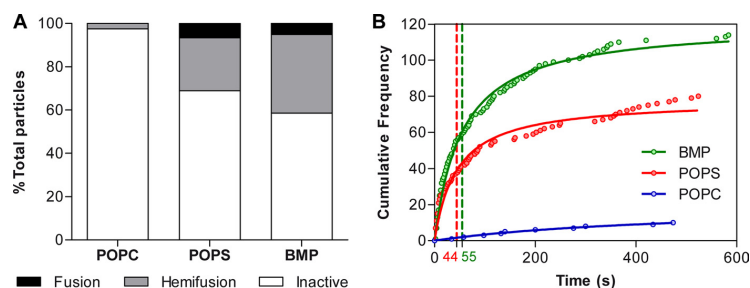 A
% Total particles
100
80
60
40
20
0
POPC POPS BMP
Fusion Hemifusion Inactive
B
Cumulative Frequency
120
100
80
60
40
20
0
BMP
POPS
POPC
0 44 55 200 400 600
Time (s)